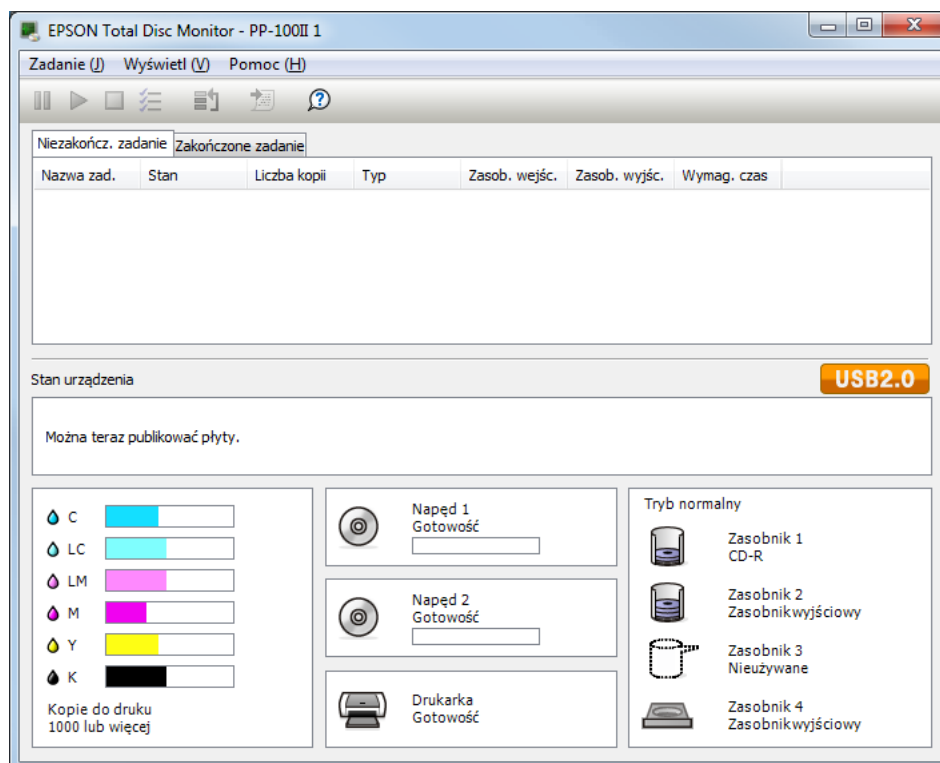 EPSON Total Disc Monitor - PP-100II 1
Zadanie (J) Wyświetl (V) Pomoc (H)
Niezakończ. zadanie Zakończone zadanie
Nazwa zad. Stan Liczba kopii Typ Zasob. wejśc. Zasob. wyjśc. Wymag. czas
Stan urządzenia
USB2.0
Można teraz publikować płyty.
C
LC
LM
M
Y
K
Kopie do druku
1000 lub więcej
Napęd 1
Gotowość
Napęd 2
Gotowość
Drukarka
Gotowość
Tryb normalny
Zasobnik 1
CD-R
Zasobnik 2
Zasobnikwyjściowy
Zasobnik 3
Nieużywane
Zasobnik 4
Zasobnikwyjściowy